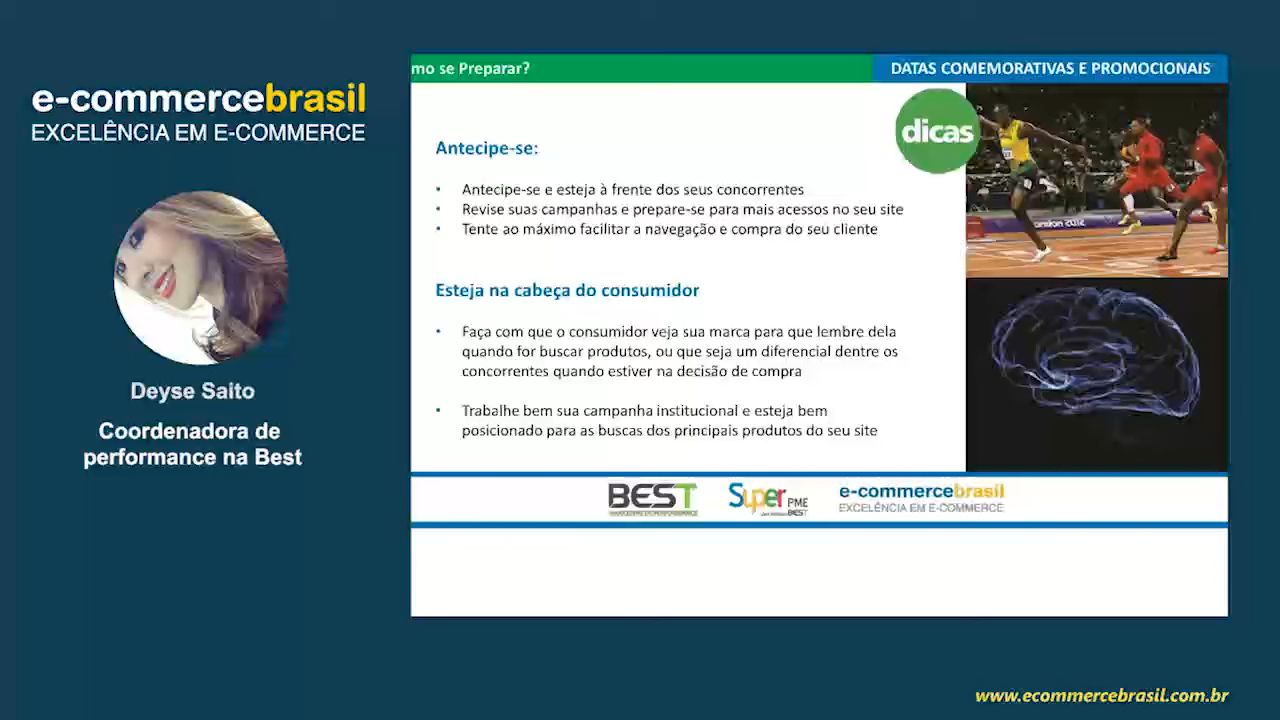 e-commercebrasil
EXCELÊNCIA EM E-COMMERCE
Deyse Saito
Coordenadora de
performance na Best
mo se Preparar?
DATAS COMEMORATIVAS E PROMOCIONAIS
dicas
Antecipe-se:
• Antecipe-se e esteja à frente dos seus concorrentes
• Revise suas campanhas e prepare-se para mais acessos no seu site
• Tente ao máximo facilitar a navegação e compra do seu cliente
Esteja na cabeça do consumidor
• Faça com que o consumidor veja sua marca para que lembre dela
quando for buscar produtos, ou que seja um diferencial dentre os
concorrentes quando estiver na decisão de compra
• Trabalhe bem sua campanha institucional e esteja bem
posicionado para as buscas dos principais produtos do seu site
london 2012
BEST
Super PME
BEST
e-commercebrasil
EXCELÊNCIA EM E-COMMERCE
www.ecommercebrasil.com.br